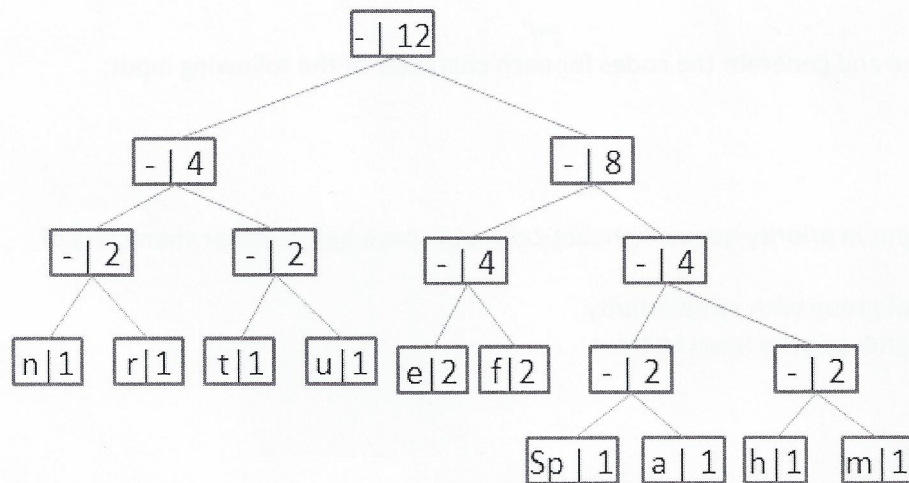 - | 12
- | 4 - | 8
- | 2 - | 2 - | 4 - | 4
n|1 r|1 t|1 u|1 e|2 f|2 - | 2 - | 2
Sp | 1 a | 1 h|1 m|1